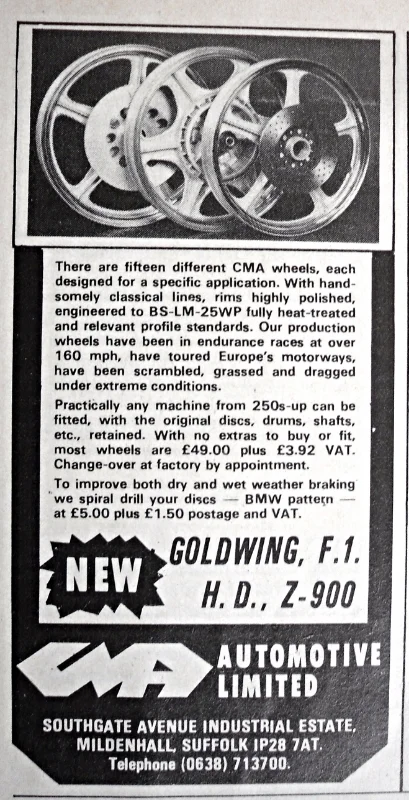 There are fifteen different CMA wheels, each
designed for a specific application. With hand-
somely classical lines, rims highly polished,
engineered to BS-LM-25WP fully heat-treated
and relevant profile standards. Our production
wheels have been in endurance races at over
160 mph, have toured Europe's motorways,
have been scrambled, grassed and dragged
under extreme conditions.
Practically any machine from 250s-up can be
fitted, with the original discs, drums, shafts,
etc., retained. With no extras to buy or fit,
most wheels are £49.00 plus £3.92 VAT.
Change-over at factory by appointment.
To improve both dry and wet weather braking
we spiral drill your discs — BMW pattern —
at £5.00 plus £1.50 postage and VAT.
NEW
GOLDWING, F.1.
H.D., Z-900
CMA
AUTOMOTIVE
LIMITED
SOUTHGATE AVENUE INDUSTRIAL ESTATE,
MILDENHALL, SUFFOLK IP28 7AT.
Telephone (0638) 713700.